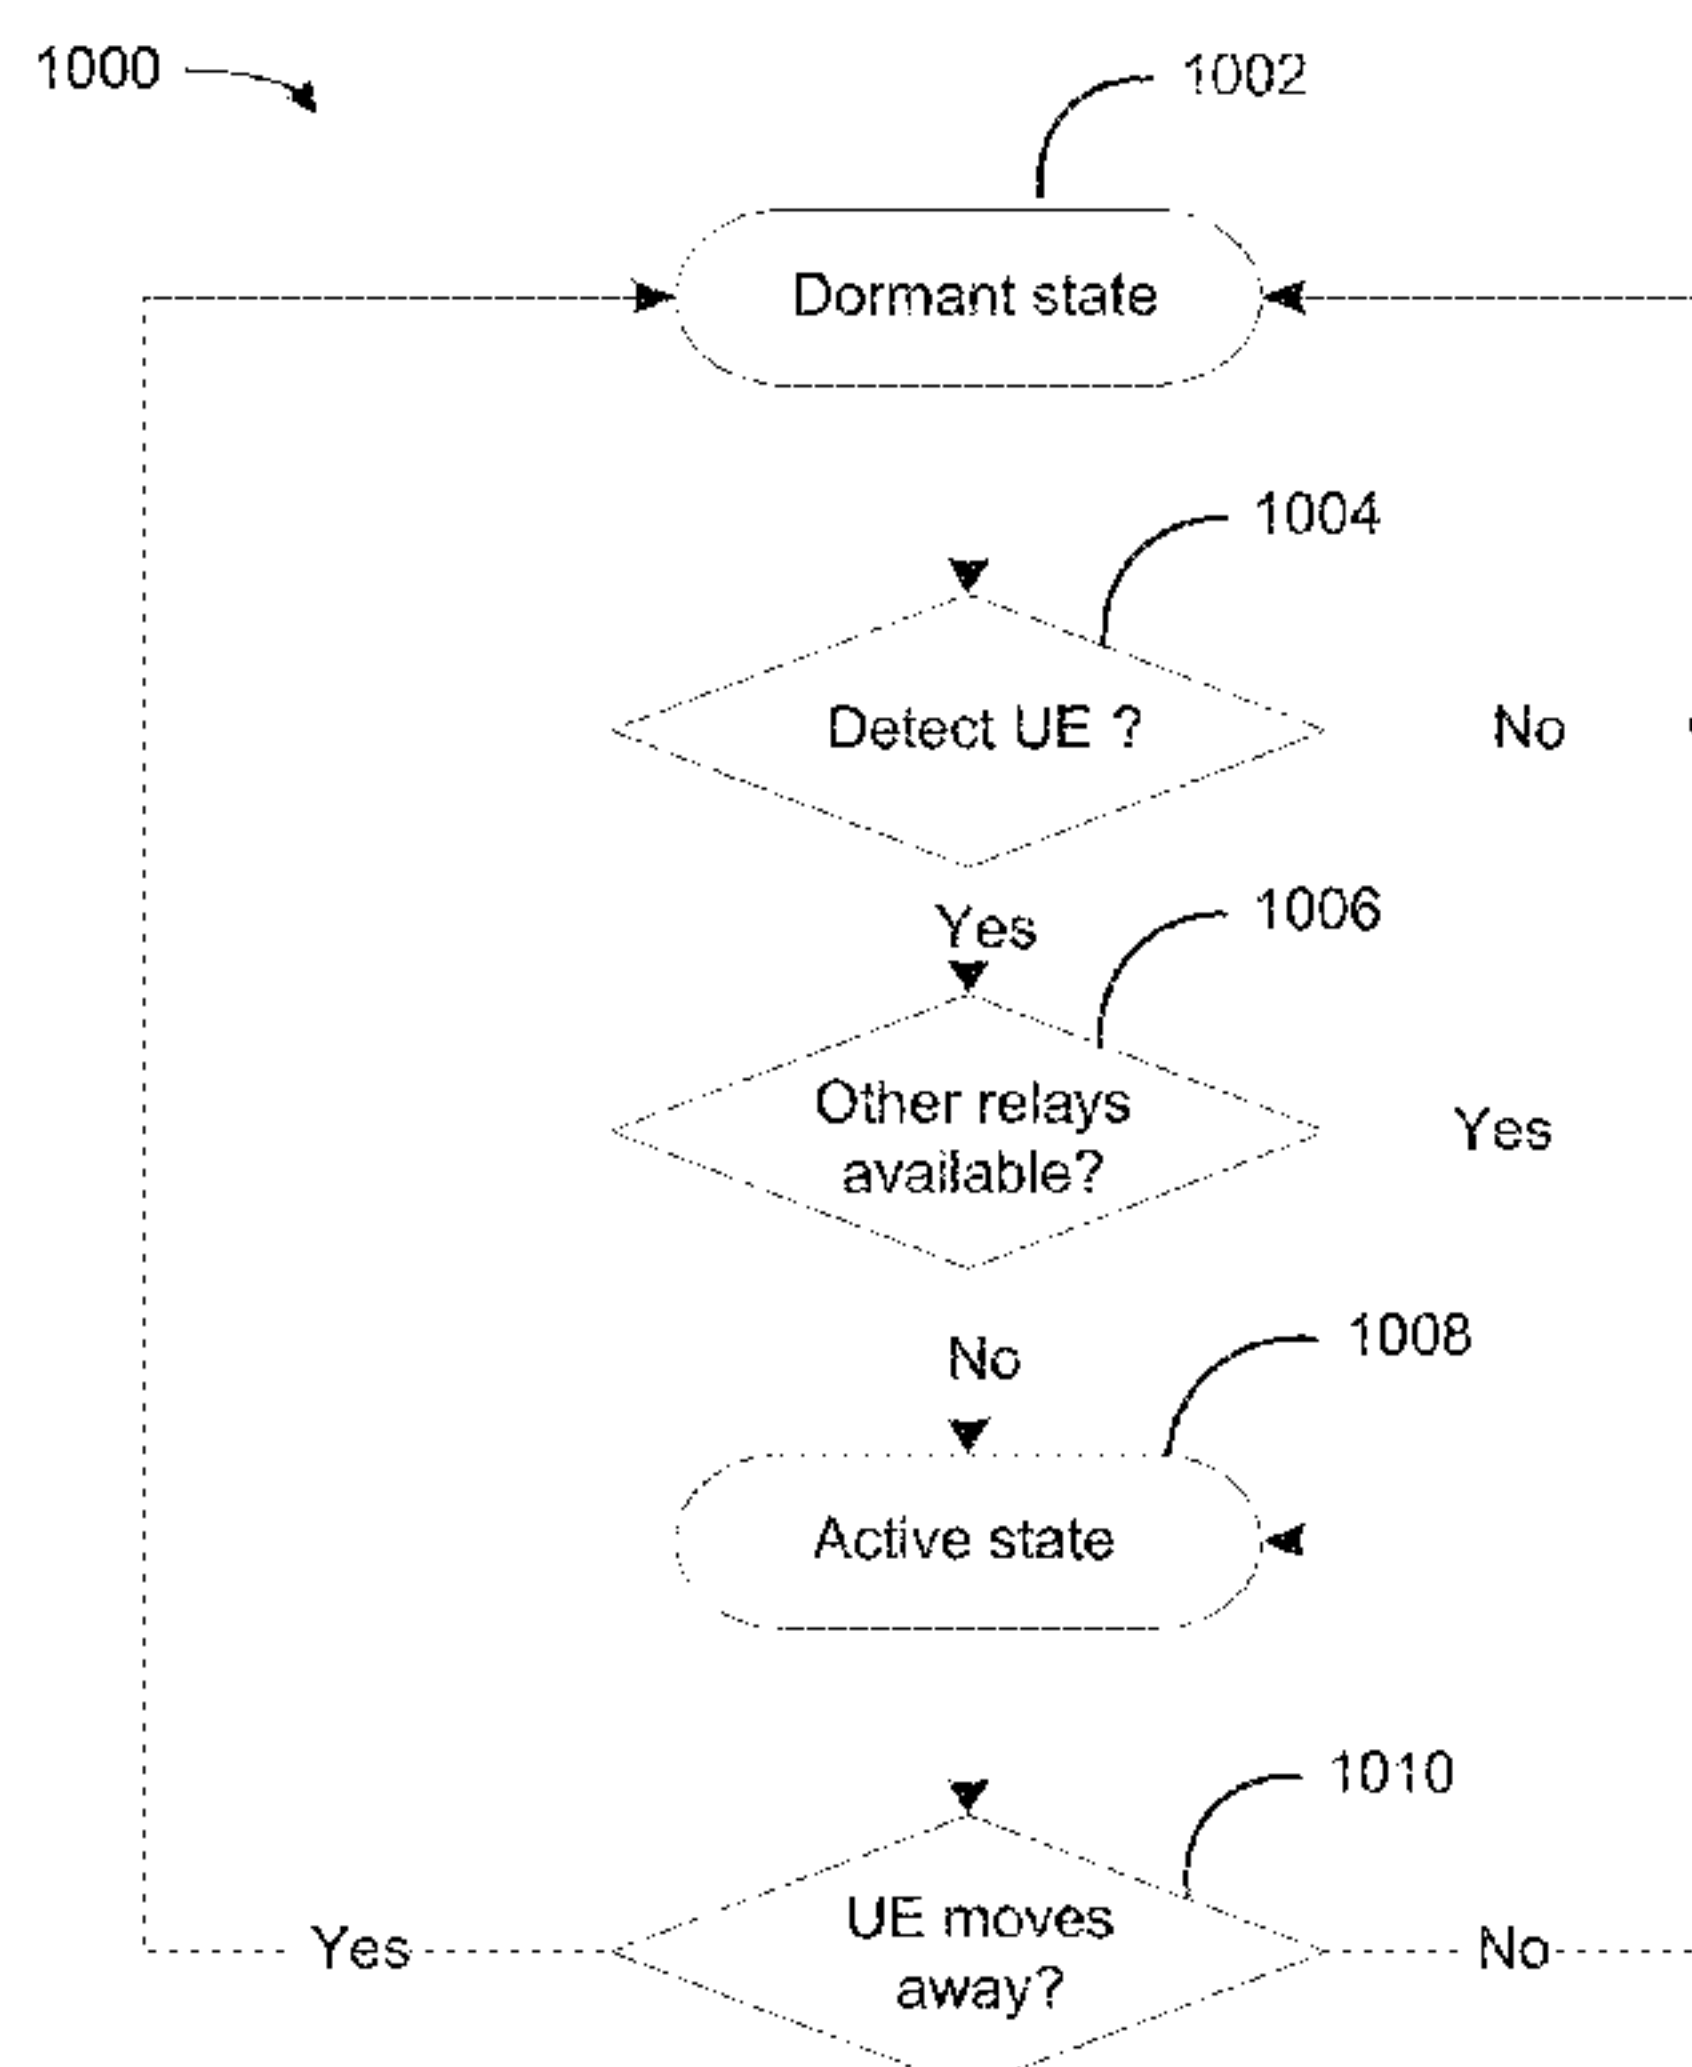 1000
1002
Dormant state
1004
Detect UE ?
No
Yes
1006
Other relays
available?
Yes
No
1008
Active state
1010
UE moves
away?
Yes
No